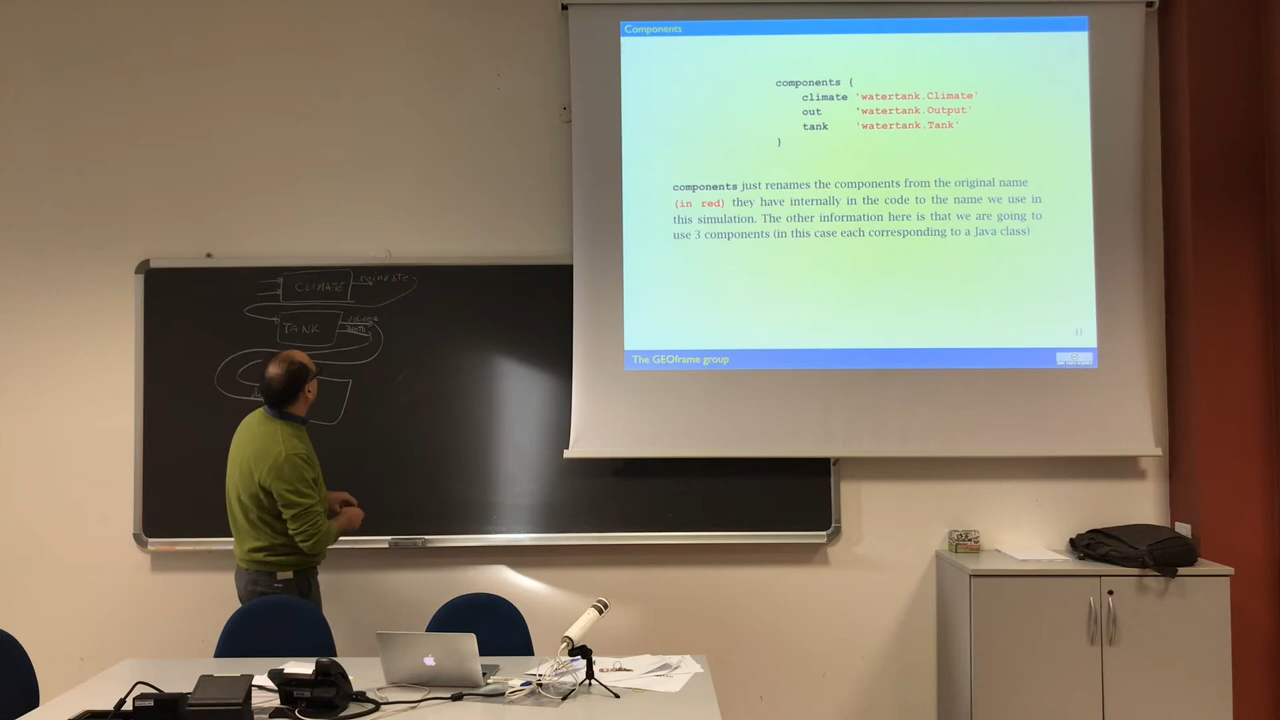 Components
components {
climate 'watertank.Climate'
out 'watertank.Output'
tank 'watertank.Tank'
}
components just renames the components from the original name
(in red) they have internally in the code to the name we use in
this simulation. The other information here is that we are going to
use 3 components (in this case each corresponding to a Java class)
11
The GEOframe group
CLIMATE
TANK